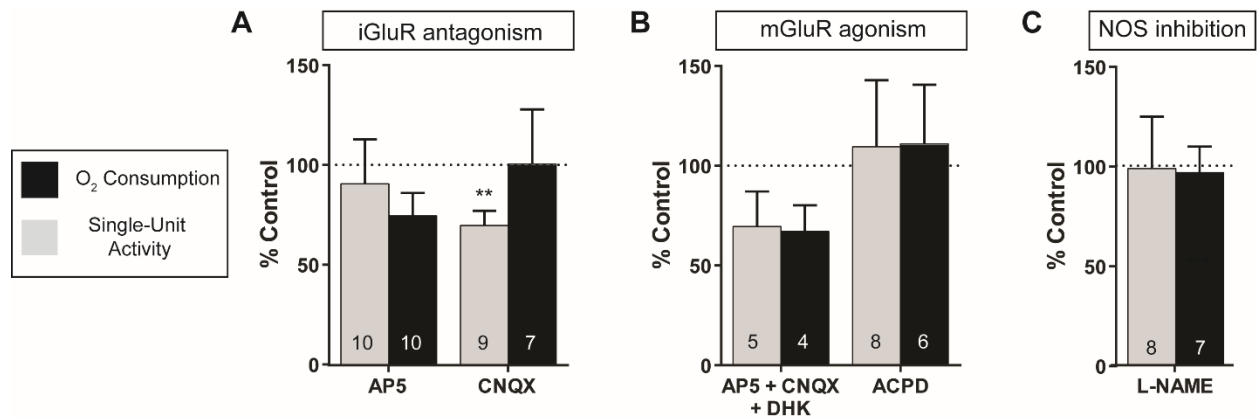 A
iGluR antagonism
B
mGluR agonism
C
NOS inhibition
O₂ Consumption
Single-Unit
Activity
% Control
150
100
50
0
**
10
10
9
7
AP5
CNQX
% Control
150
100
50
0
5
4
8
6
AP5 + CNQX
+ DHK
ACPD
% Control
150
100
50
0
8
7
L-NAME